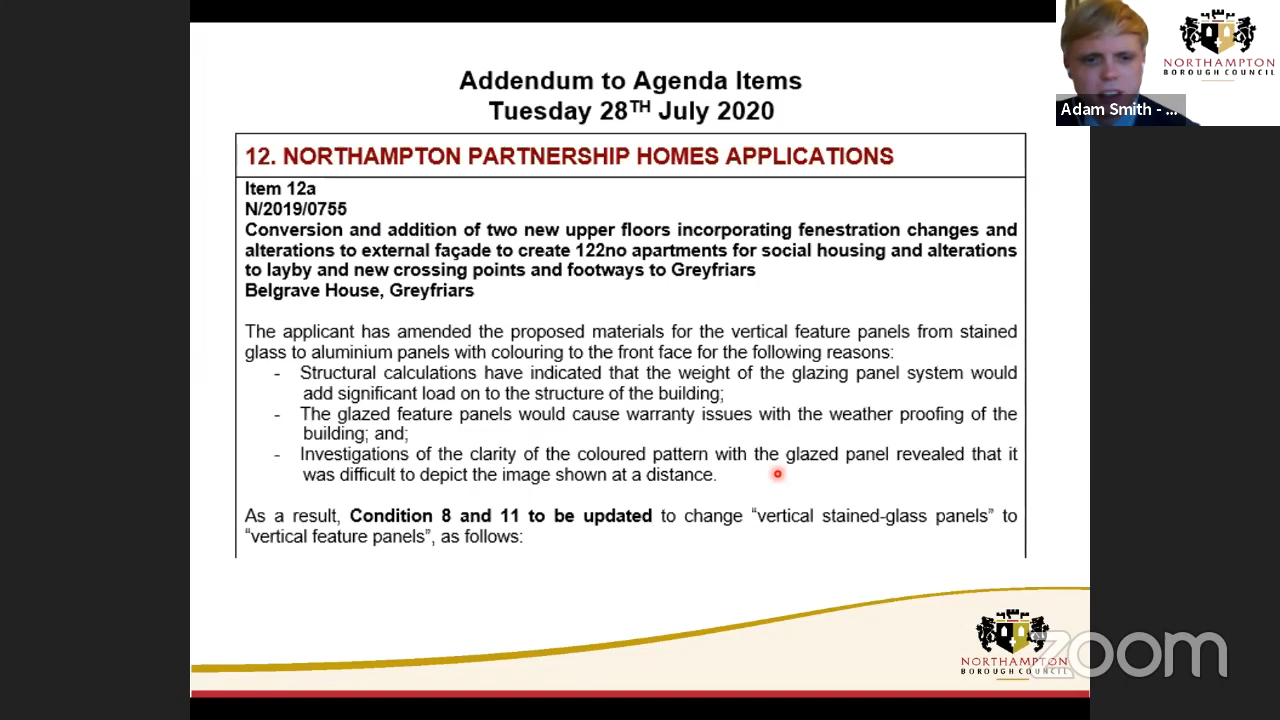 Addendum to Agenda Items
Tuesday 28TH July 2020
12. NORTHAMPTON PARTNERSHIP HOMES APPLICATIONS
Item 12a
N/2019/0755
Conversion and addition of two new upper floors incorporating fenestration changes and
alterations to external façade to create 122no apartments for social housing and alterations
to layby and new crossing points and footways to Greyfriars
Belgrave House, Greyfriars
The applicant has amended the proposed materials for the vertical feature panels from stained
glass to aluminium panels with colouring to the front face for the following reasons:
- Structural calculations have indicated that the weight of the glazing panel system would
add significant load on to the structure of the building;
- The glazed feature panels would cause warranty issues with the weather proofing of the
building; and;
- Investigations of the clarity of the coloured pattern with the glazed panel revealed that it
was difficult to depict the image shown at a distance.
As a result, Condition 8 and 11 to be updated to change “vertical stained-glass panels” to
“vertical feature panels”, as follows:
NORTHAMPTON
BOROUGH COUNCIL
Adam Smith - ...
NORTHAMPTON
BOROUGH COUNCIL
zoom